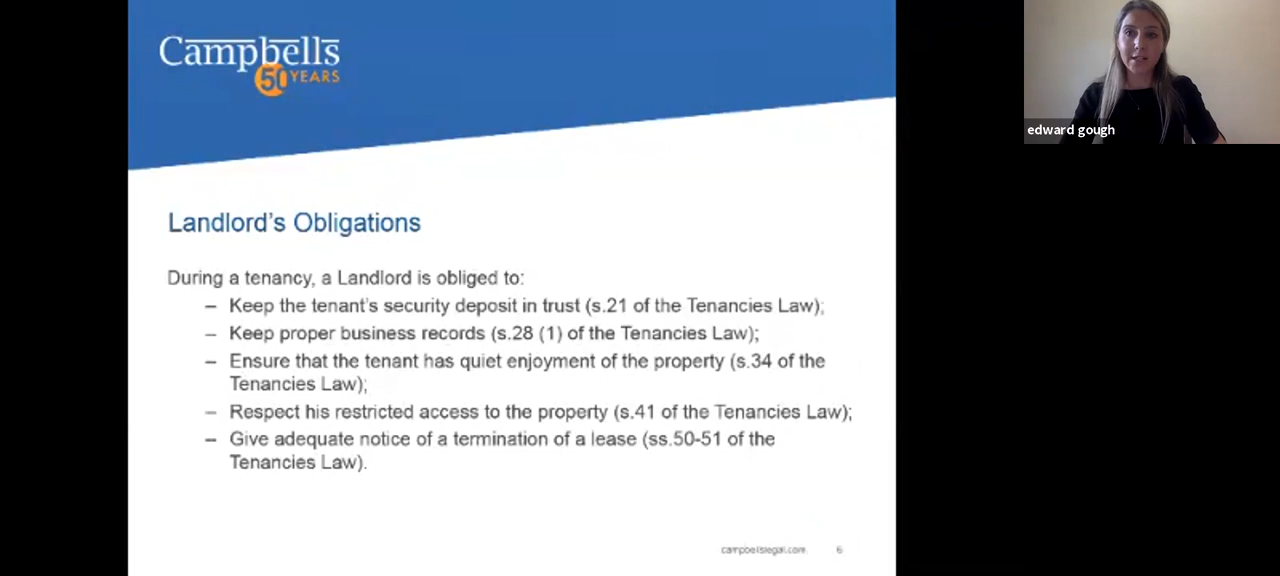 Campbells
50 YEARS
edward gough
Landlord's Obligations
During a tenancy, a Landlord is obliged to:
– Keep the tenant's security deposit in trust (s.21 of the Tenancies Law);
– Keep proper business records (s.28 (1) of the Tenancies Law);
– Ensure that the tenant has quiet enjoyment of the property (s.34 of the
Tenancies Law);
– Respect his restricted access to the property (s.41 of the Tenancies Law);
– Give adequate notice of a termination of a lease (ss.50-51 of the
Tenancies Law).
campbellslegal.com
6